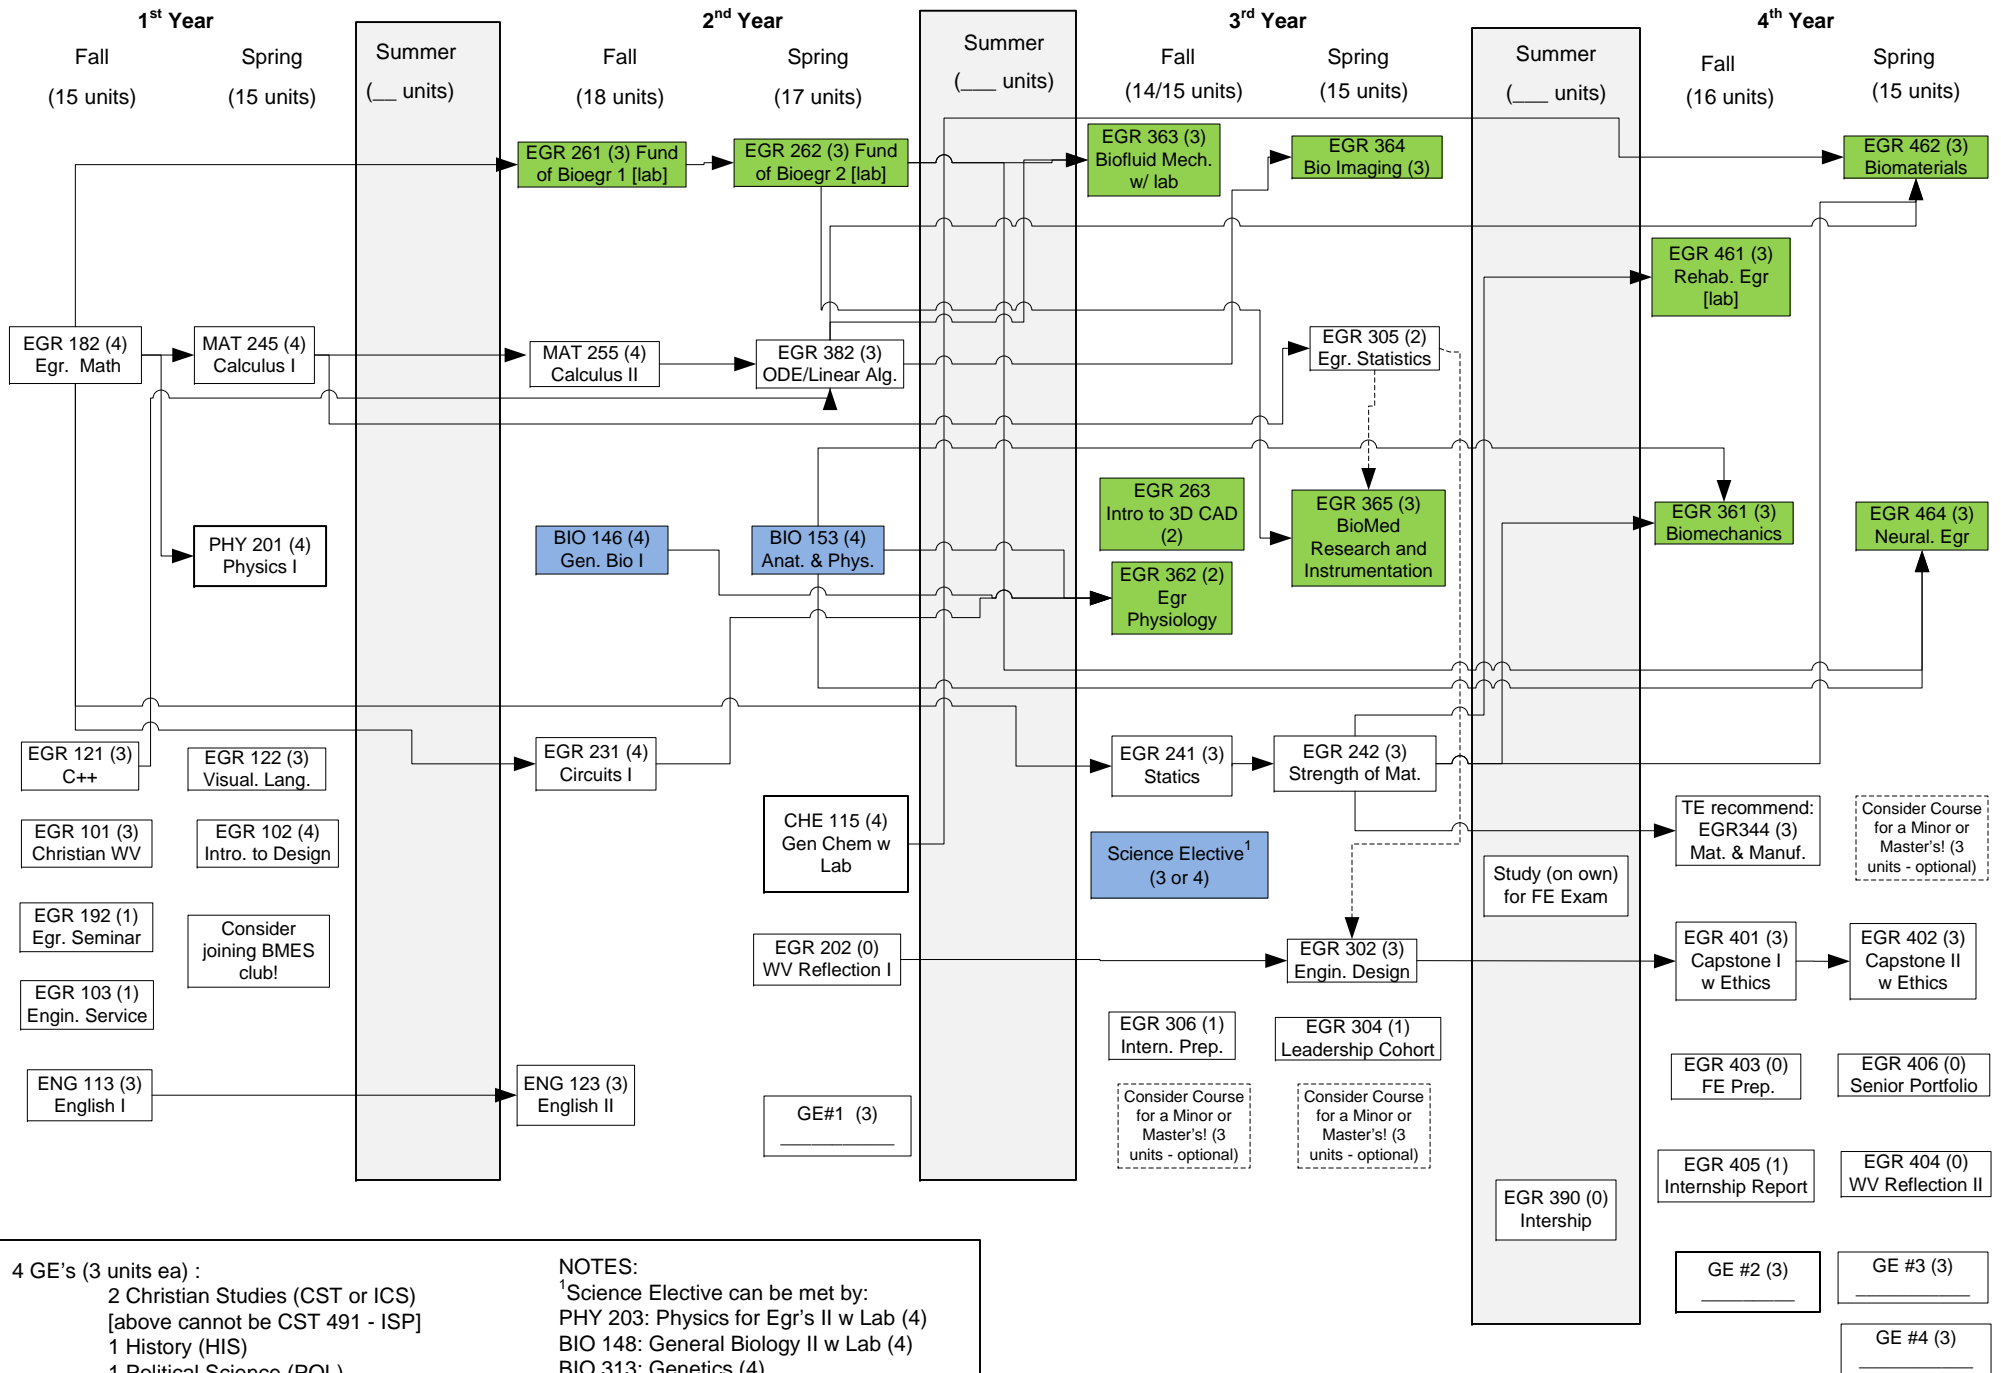 1st Year
2nd Year
3rd Year
4th Year
Fall
(15 units)
Spring
(15 units)
Summer
(__ units)
Fall
(18 units)
Spring
(17 units)
Summer
(___ units)
Fall
(14/15 units)
Spring
(15 units)
Summer
(___ units)
Fall
(16 units)
Spring
(15 units)
EGR 261 (3) Fund
of Bioegr 1 [lab]
EGR 262 (3) Fund
of Bioegr 2 [lab]
EGR 363 (3)
Biofluid Mech.
w/ lab
EGR 364
Bio Imaging (3)
EGR 462 (3)
Biomaterials
EGR 461 (3)
Rehab. Egr
[lab]
EGR 182 (4)
Egr. Math
MAT 245 (4)
Calculus I
MAT 255 (4)
Calculus II
EGR 382 (3)
ODE/Linear Alg.
EGR 305 (2)
Egr. Statistics
PHY 201 (4)
Physics I
BIO 146 (4)
Gen. Bio I
BIO 153 (4)
Anat. & Phys.
EGR 263
Intro to 3D CAD
(2)
EGR 365 (3)
BioMed
Research and
Instrumentation
EGR 361 (3)
Biomechanics
EGR 464 (3)
Neural. Egr
EGR 362 (2)
Egr
Physiology
EGR 121 (3)
C++
EGR 122 (3)
Visual. Lang.
EGR 231 (4)
Circuits I
EGR 241 (3)
Statics
EGR 242 (3)
Strength of Mat.
EGR 101 (3)
Christian WV
EGR 102 (4)
Intro. to Design
CHE 115 (4)
Gen Chem w
Lab
Science Elective1
(3 or 4)
Study (on own)
for FE Exam
TE recommend:
EGR344 (3)
Mat. & Manuf.
Consider Course
for a Minor or
Master's! (3
units - optional)
EGR 192 (1)
Egr. Seminar
Consider
joining BMES
club!
EGR 202 (0)
WV Reflection I
EGR 302 (3)
Engin. Design
EGR 401 (3)
Capstone I
w Ethics
EGR 402 (3)
Capstone II
w Ethics
EGR 103 (1)
Engin. Service
EGR 306 (1)
Intern. Prep.
EGR 304 (1)
Leadership Cohort
ENG 113 (3)
English I
ENG 123 (3)
English II
GE#1 (3)
___________
Consider Course
for a Minor or
Master's! (3
units - optional)
Consider Course
for a Minor or
Master's! (3
units - optional)
EGR 403 (0)
FE Prep.
EGR 406 (0)
Senior Portfolio
EGR 390 (0)
Intership
EGR 405 (1)
Internship Report
EGR 404 (0)
WV Reflection II
GE #2 (3)
_________
GE #3 (3)
___________
GE #4 (3)
___________
4 GE's (3 units ea) :
2 Christian Studies (CST or ICS)
[above cannot be CST 491 - ISP]
1 History (HIS)
1 Political Science (POL)
NOTES:
1Science Elective can be met by:
PHY 203: Physics for Egr's II w Lab (4)
BIO 148: General Biology II w Lab (4)
BIO 313: Genetics (4)